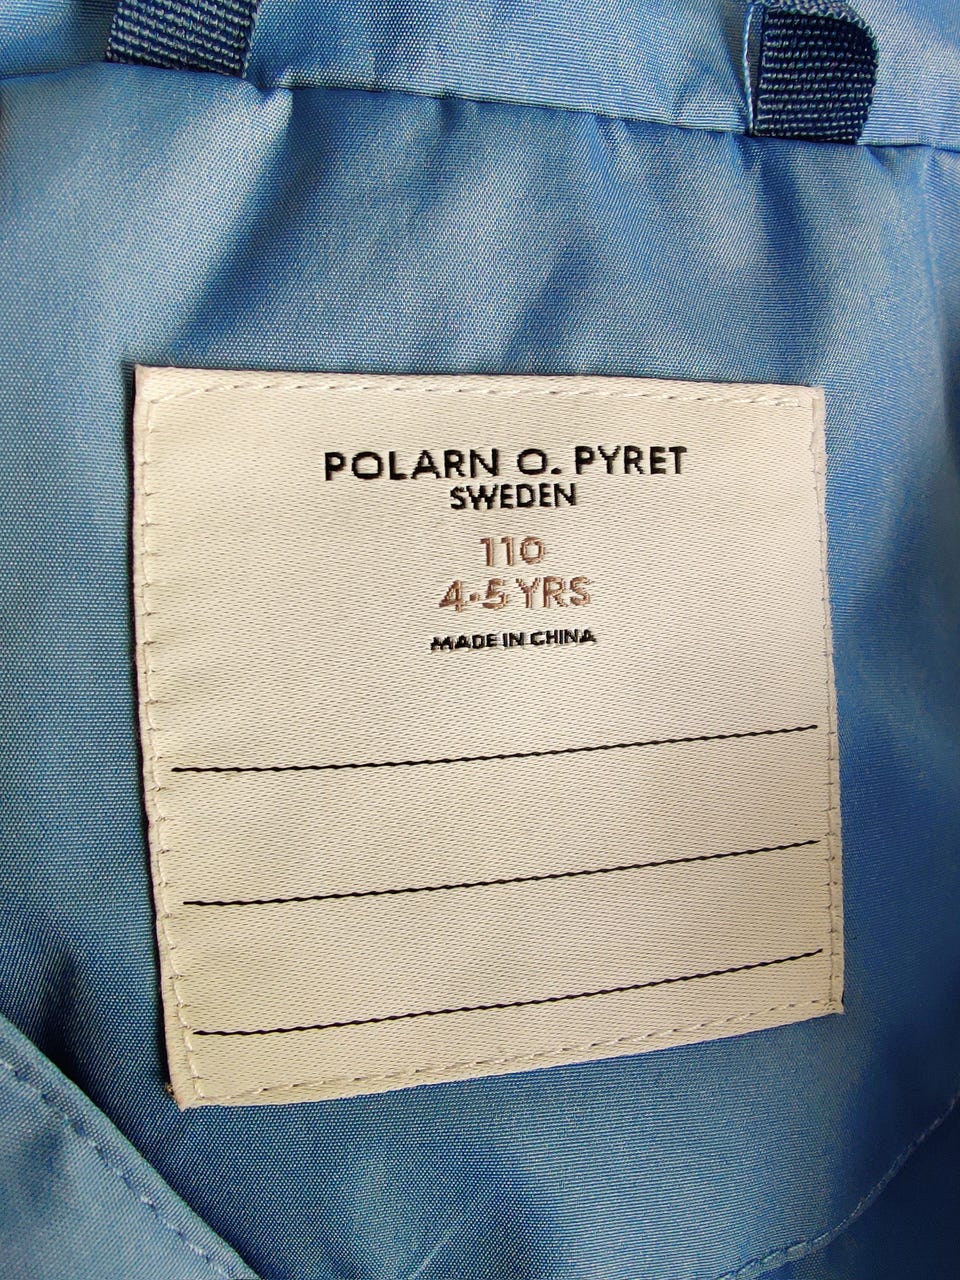 POLARN O. PYRET
SWEDEN
110
4-5 YRS
MADE IN CHINA